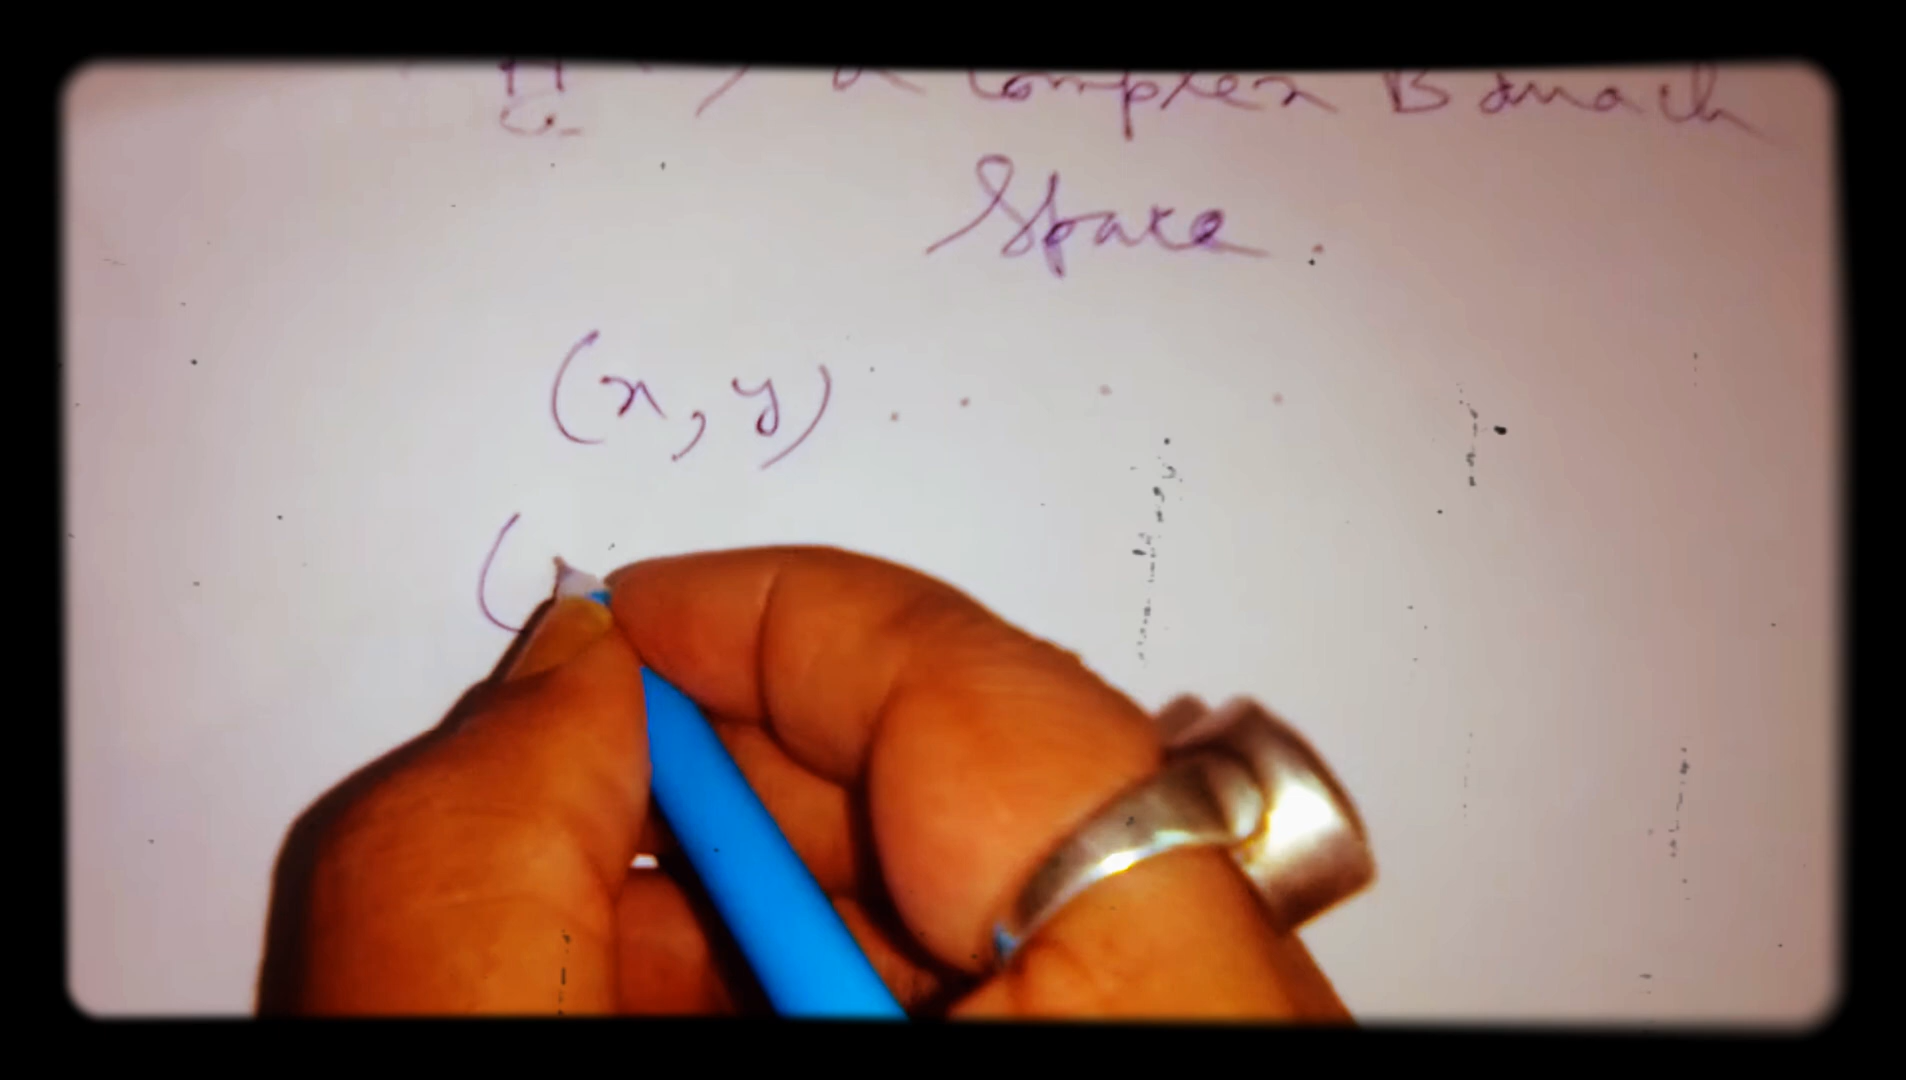 H → a Complex Banach
Space.
(x, y)
(